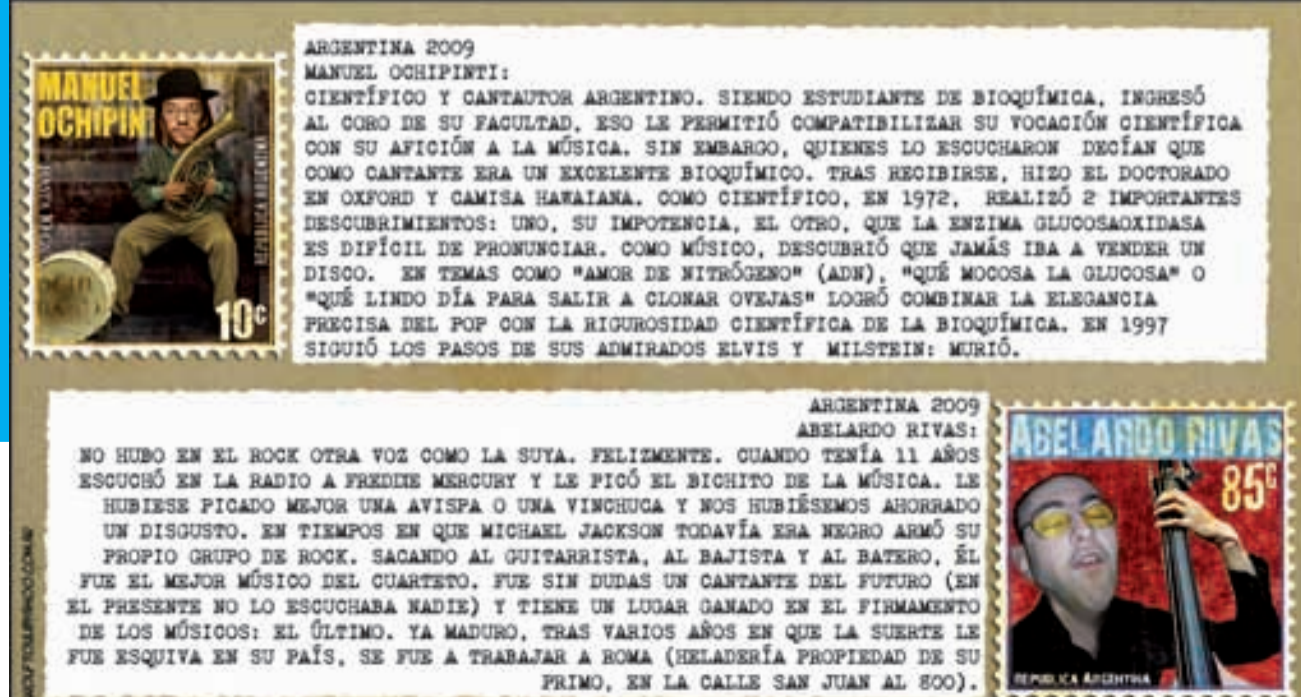 MANUEL
OCHIPIN
REPÚBLICA ARGENTINA
10c
ARGENTINA 2009
MANUEL OCHIPINTI:
CIENTÍFICO Y CANTAUTOR ARGENTINO. SIENDO ESTUDIANTE DE BIOQUÍMICA, INGRESÓ
AL CORO DE SU FACULTAD, ESO LE PERMITIÓ COMPATIBILIZAR SU VOCACIÓN CIENTÍFICA
CON SU AFICIÓN A LA MÚSICA. SIN EMBARGO, QUIENES LO ESCUCHARON DECÍAN QUE
COMO CANTANTE ERA UN EXCELENTE BIOQUÍMICO. TRAS RECIBIRSE, HIZO EL DOCTORADO
EN OXFORD Y CAMISA HAWAIANA. COMO CIENTÍFICO, EN 1972, REALIZÓ 2 IMPORTANTES
DESCUBRIMIENTOS: UNO, SU IMPOTENCIA, EL OTRO, QUE LA ENZIMA GLUCOSAOXIDASA
ES DIFÍCIL DE PRONUNCIAR. COMO MÚSICO, DESCUBRIÓ QUE JAMÁS IBA A VENDER UN
DISCO. EN TEMAS COMO "AMOR DE NITRÓGENO" (ADN), "QUÉ MOCOSA LA GLUCOSA" O
"QUÉ LINDO DÍA PARA SALIR A CLONAR OVEJAS" LOGRÓ COMBINAR LA ELEGANCIA
PRECISA DEL POP CON LA RIGUROSIDAD CIENTÍFICA DE LA BIOQUÍMICA. EN 1997
SIGUIÓ LOS PASOS DE SUS ADMIRADOS ELVIS Y MILSTEIN: MURIÓ.
ARGENTINA 2009
ABELARDO RIVAS:
NO HUBO EN EL ROCK OTRA VOZ COMO LA SUYA. FELIZMENTE. CUANDO TENÍA 11 AÑOS
ESCUCHÓ EN LA RADIO A FREDDIE MERCURY Y LE PICÓ EL BICHITO DE LA MÚSICA. LE
HUBIESE PICADO MEJOR UNA AVISPA O UNA VINCHUCA Y NOS HUBIÉSEMOS AHORRADO
UN DISGUSTO. EN TIEMPOS EN QUE MICHAEL JACKSON TODAVÍA ERA NEGRO ARMÓ SU
PROPIO GRUPO DE ROCK. SACANDO AL GUITARRISTA, AL BAJISTA Y AL BATERO, ÉL
FUE EL MEJOR MÚSICO DEL CUARTETO. FUE SIN DUDAS UN CANTANTE DEL FUTURO (EN
EL PRESENTE NO LO ESCUCHABA NADIE) Y TIENE UN LUGAR GANADO EN EL FIRMAMENTO
DE LOS MÚSICOS: EL ÚLTIMO. YA MADURO, TRAS VARIOS AÑOS EN QUE LA SUERTE LE
FUE ESQUIVA EN SU PAÍS, SE FUE A TRABAJAR A ROMA (HELADERÍA PROPIEDAD DE SU
PRIMO, EN LA CALLE SAN JUAN AL 800).
ABELARDO RIVAS
85c
REPUBLICA ARGENTINA